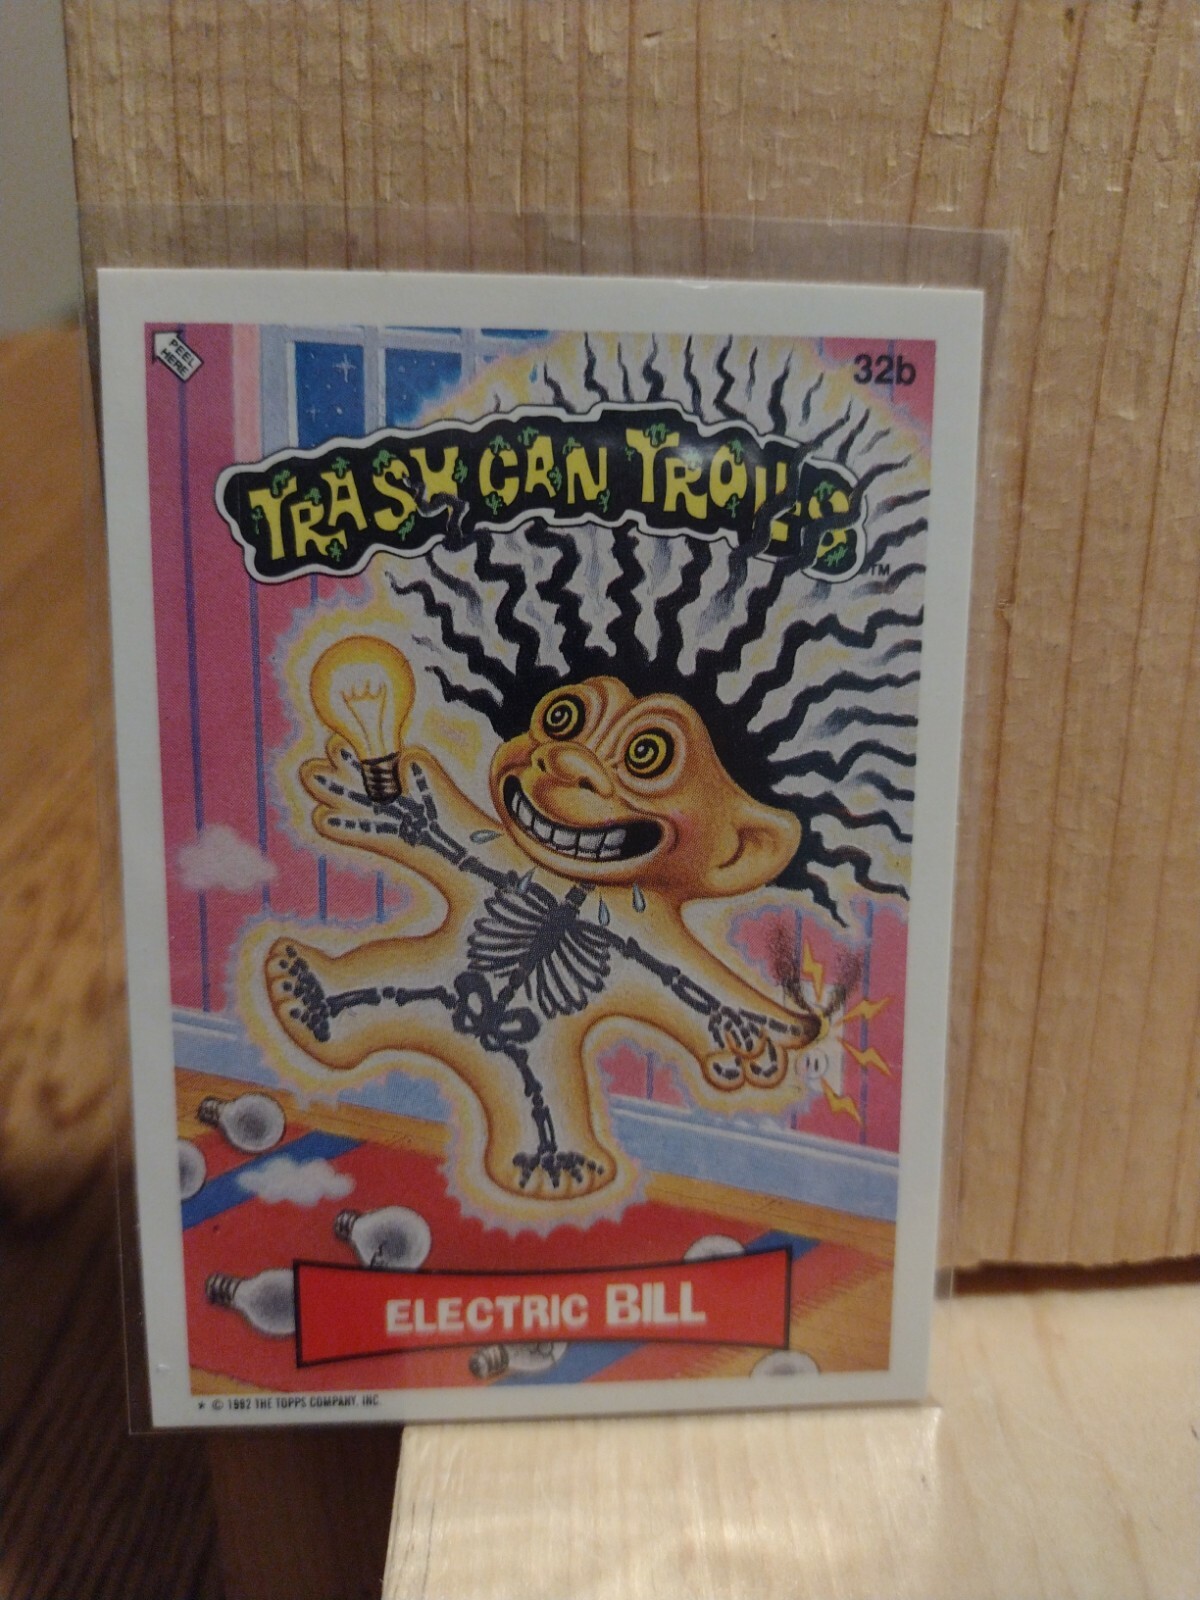 PEEL
HERE
32b
TRASH CAN TROLLS
TM
ELECTRIC BILL
* © 1992 THE TOPPS COMPANY, INC.